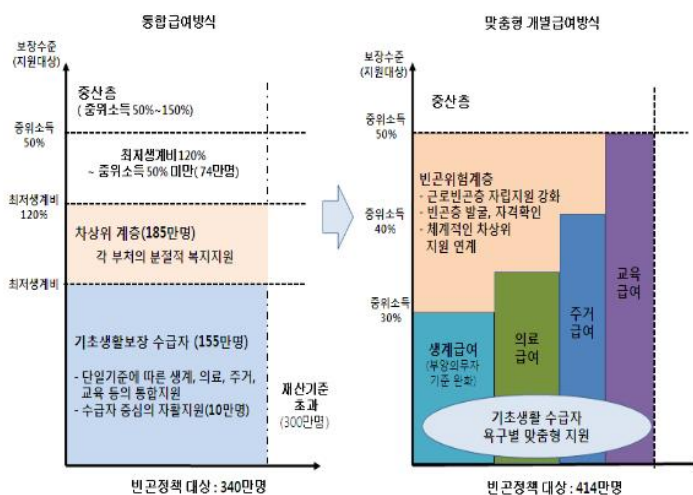 통합급여방식
보장수준
(지원대상)
중산층
( 중위소득 50%~150%)
중위소득
50%
최저생계비120%
~ 중위소득 50% 미만 (74만명)
최저생계비
120%
차상위 계층(185만명)
각 부처의 분절적 복지지원
최저생계비
기초생활보장 수급자 (155만명)
- 단일기준에 따른 생계, 의료, 주거,
교육 등의 통합지원
- 수급자 중심의 자활지원(10만명)
재산기준
초과
(300만명)
빈곤정책 대상 : 340만명
맞춤형 개별급여방식
보장수준
(지원대상)
중산층
중위소득
50%
빈곤위험계층
- 근로빈곤층 자립지원 강화
- 빈곤층 발굴, 자격확인
- 체계적인 차상위
지원 연계
중위소득
40%
중위소득
30%
생계급여
(부양의무자
기준 완화)
의료
급여
주거
급여
교육
급여
기초생활 수급자
욕구별 맞춤형 지원
빈곤정책 대상 : 414만명